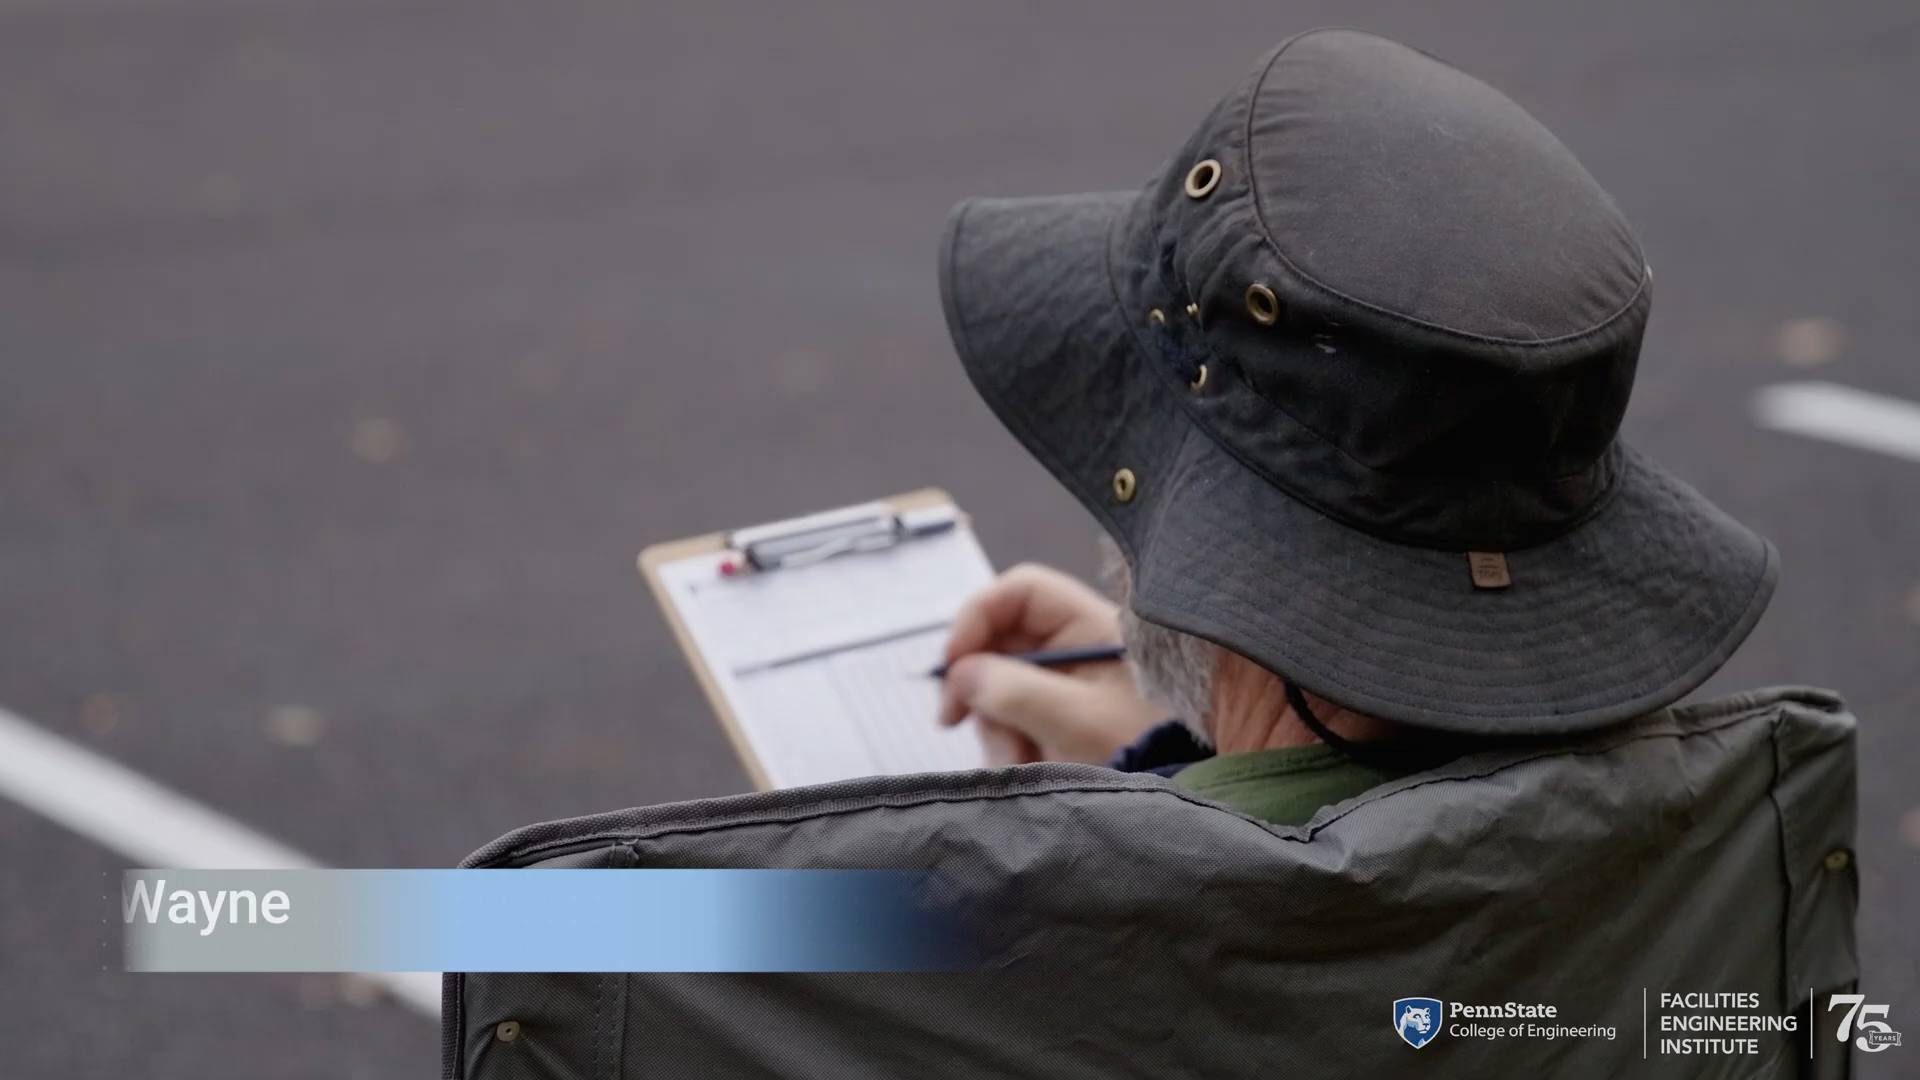 Wayne
PennState
College of Engineering
FACILITIES
ENGINEERING
INSTITUTE
75
YEARS